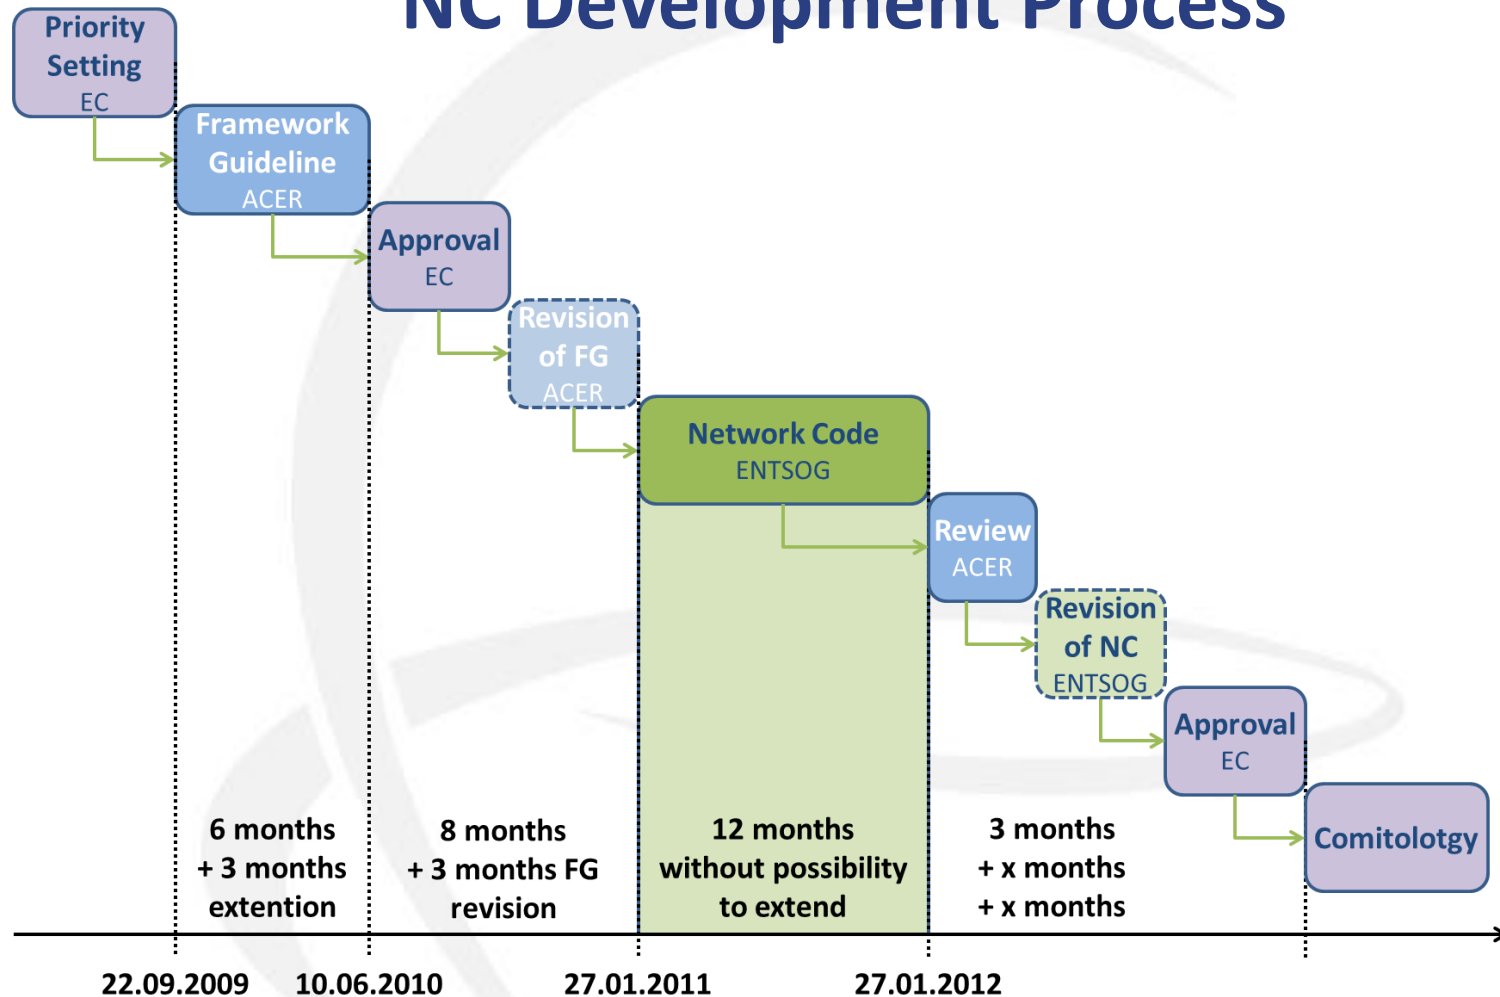 NC Development Process
Priority
Setting
EC
Framework
Guideline
ACER
Approval
EC
Revision
of FG
ACER
Network Code
ENTSOG
Review
ACER
Revision
of NC
ENTSOG
Approval
EC
Comitolotgy
6 months
+ 3 months
extention
8 months
+ 3 months FG
revision
12 months
without possibility
to extend
3 months
+ x months
+ x months
22.09.2009
10.06.2010
27.01.2011
27.01.2012